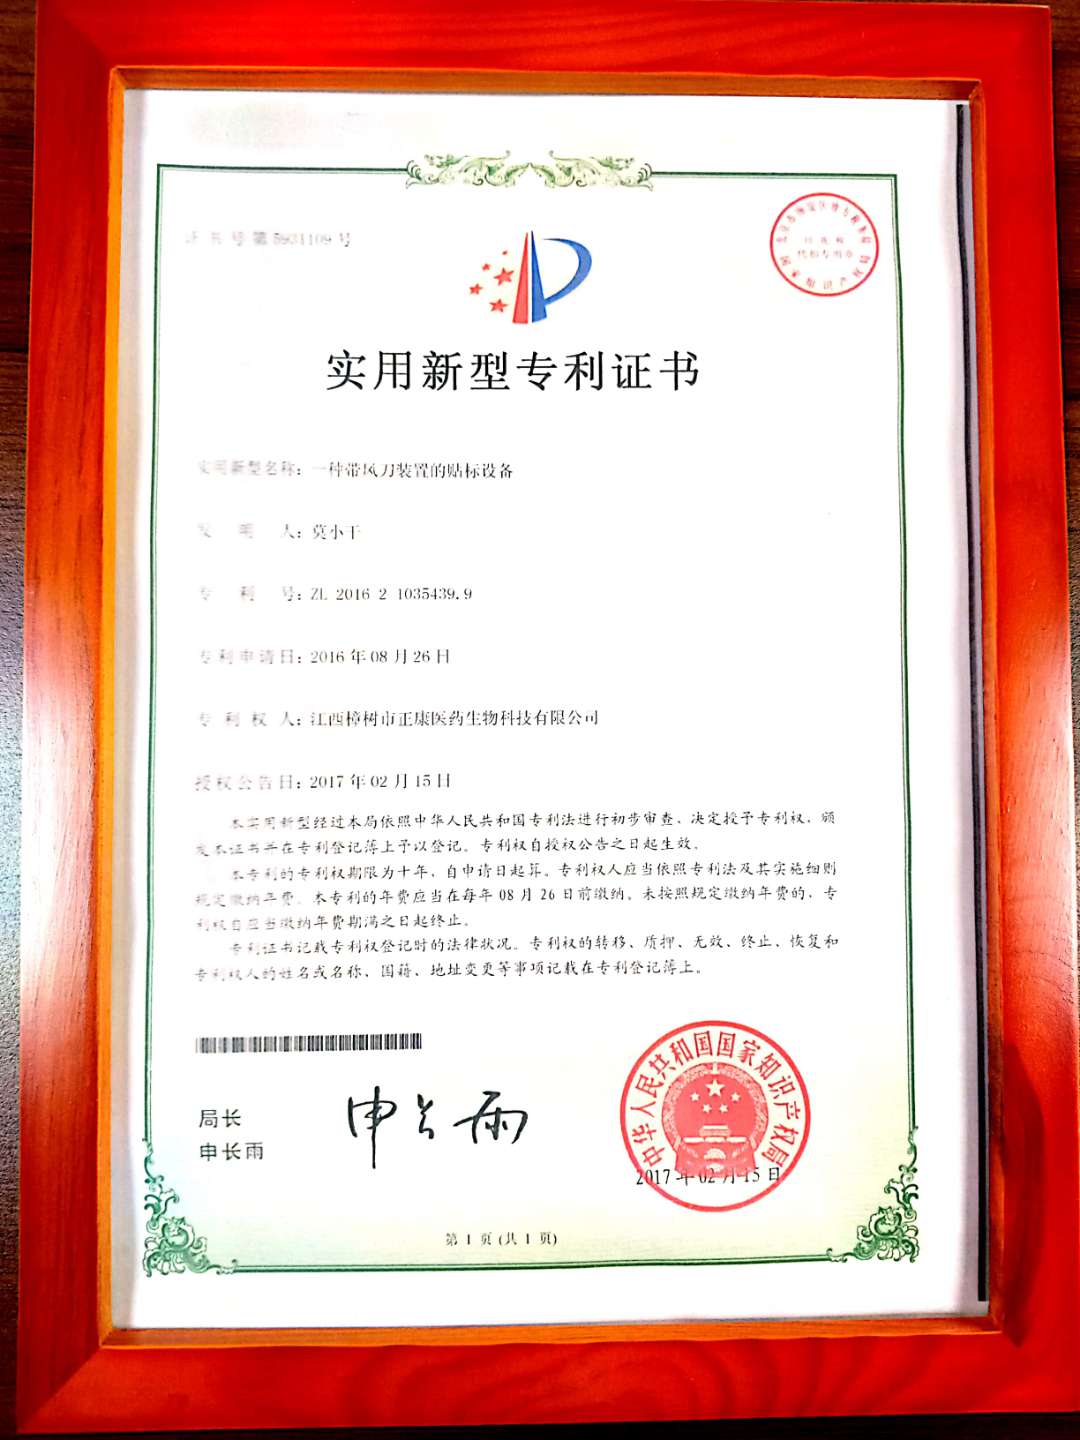 证书号第5931109号
实用新型专利证书
实用新型名称：一种带风刀装置的贴标设备
发明人：莫小干
专利号：ZL 2016 2 1035439.9
专利申请日：2016年08月26日
专利权人：江西樟树市正康医药生物科技有限公司
授权公告日：2017年02月15日
本实用新型经过本局依照中华人民共和国专利法进行初步审查，决定授予专利权，颁
发本证书并在专利登记簿上予以登记。专利权自授权公告之日起生效。
本专利的专利权期限为十年，自申请日起算。专利权人应当依照专利法及其实施细则
规定缴纳年费。本专利的年费应当在每年08月26日前缴纳。未按照规定缴纳年费的，专
利权自应当缴纳年费期满之日起终止。
专利证书记载专利权登记时的法律状况。专利权的转移、质押、无效、终止、恢复和
专利权人的姓名或名称、国籍、地址变更等事项记载在专利登记簿上。
局长
申长雨
申长雨
中华人民共和国国家知识产权局
2017年02月15日
第1页(共1页)